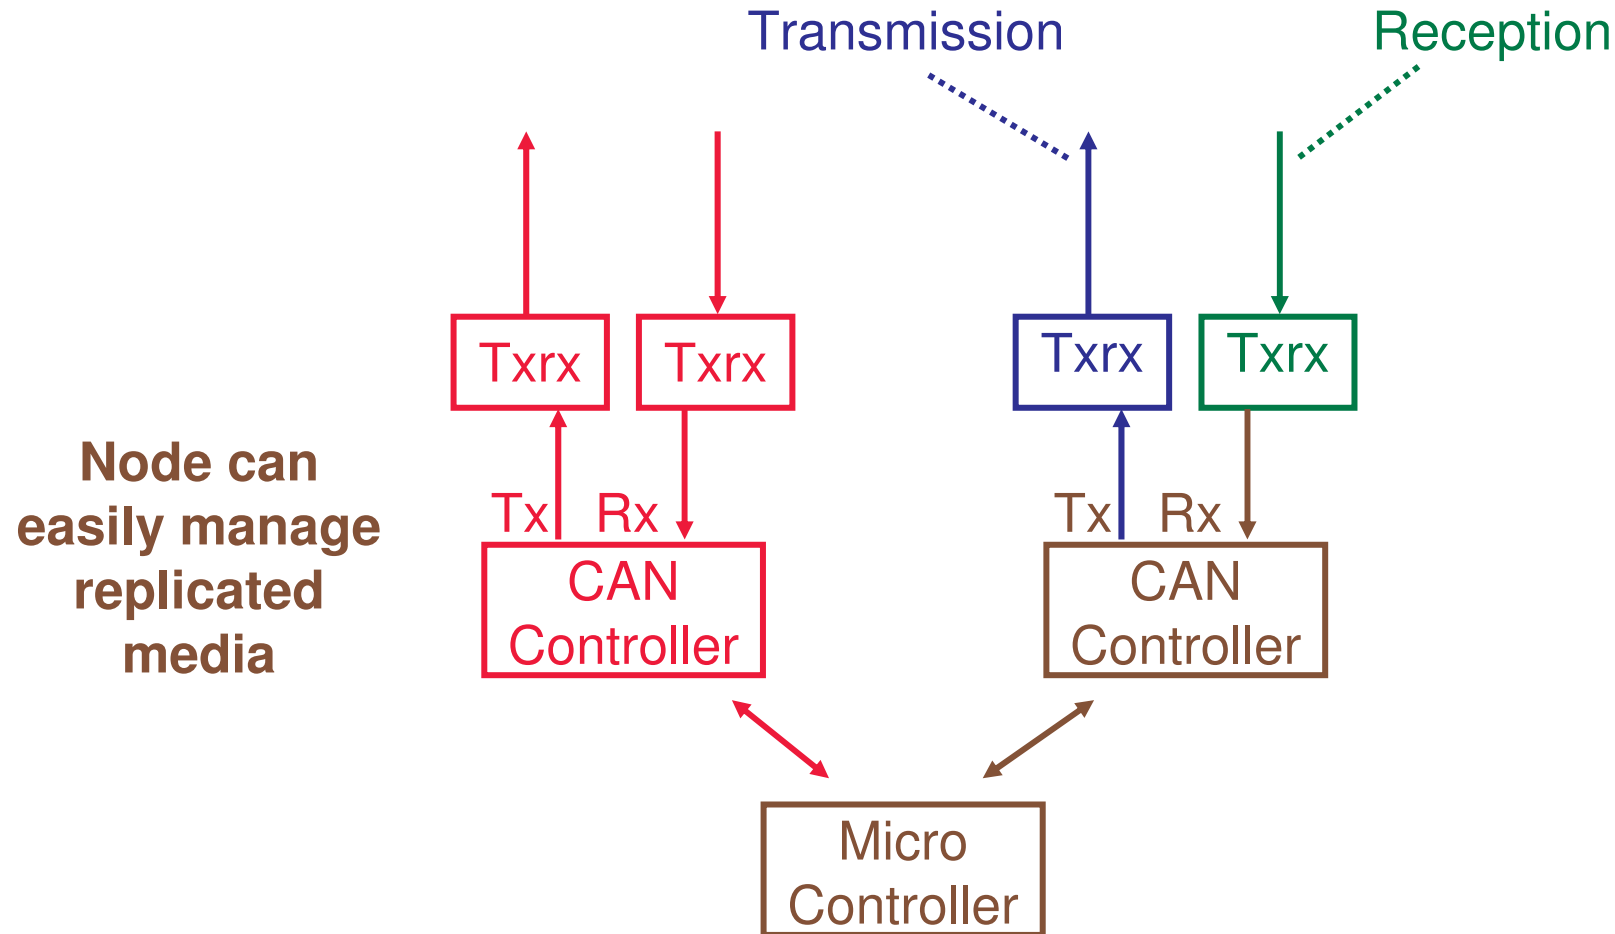 Transmission
Reception
Txrx
Txrx
Txrx
Txrx
Node can
easily manage
replicated
media
Tx
Rx
Tx
Rx
CAN
Controller
CAN
Controller
Micro
Controller